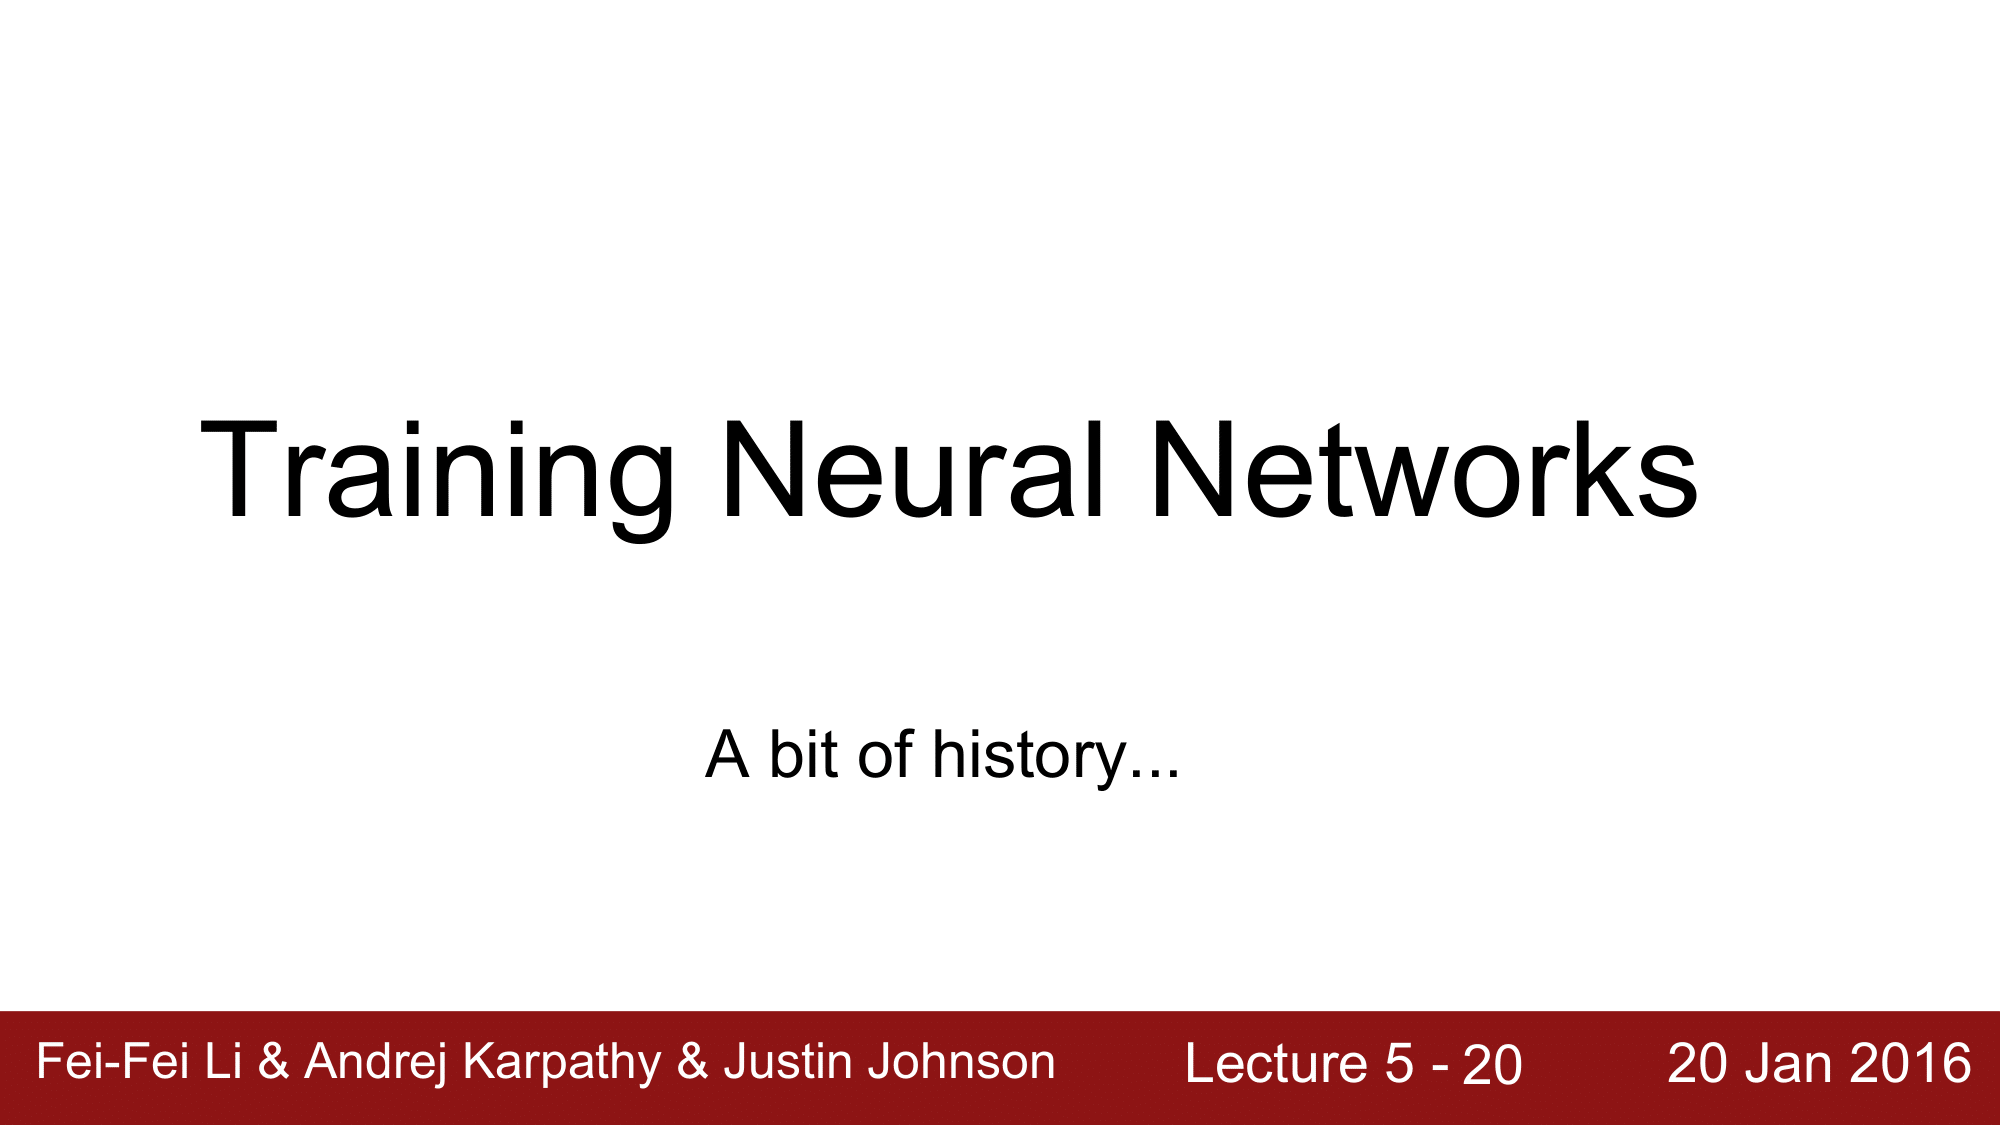 Training Neural Networks
A bit of history...
Fei-Fei Li & Andrej Karpathy & Justin Johnson Lecture 5 - 20 20 Jan 2016